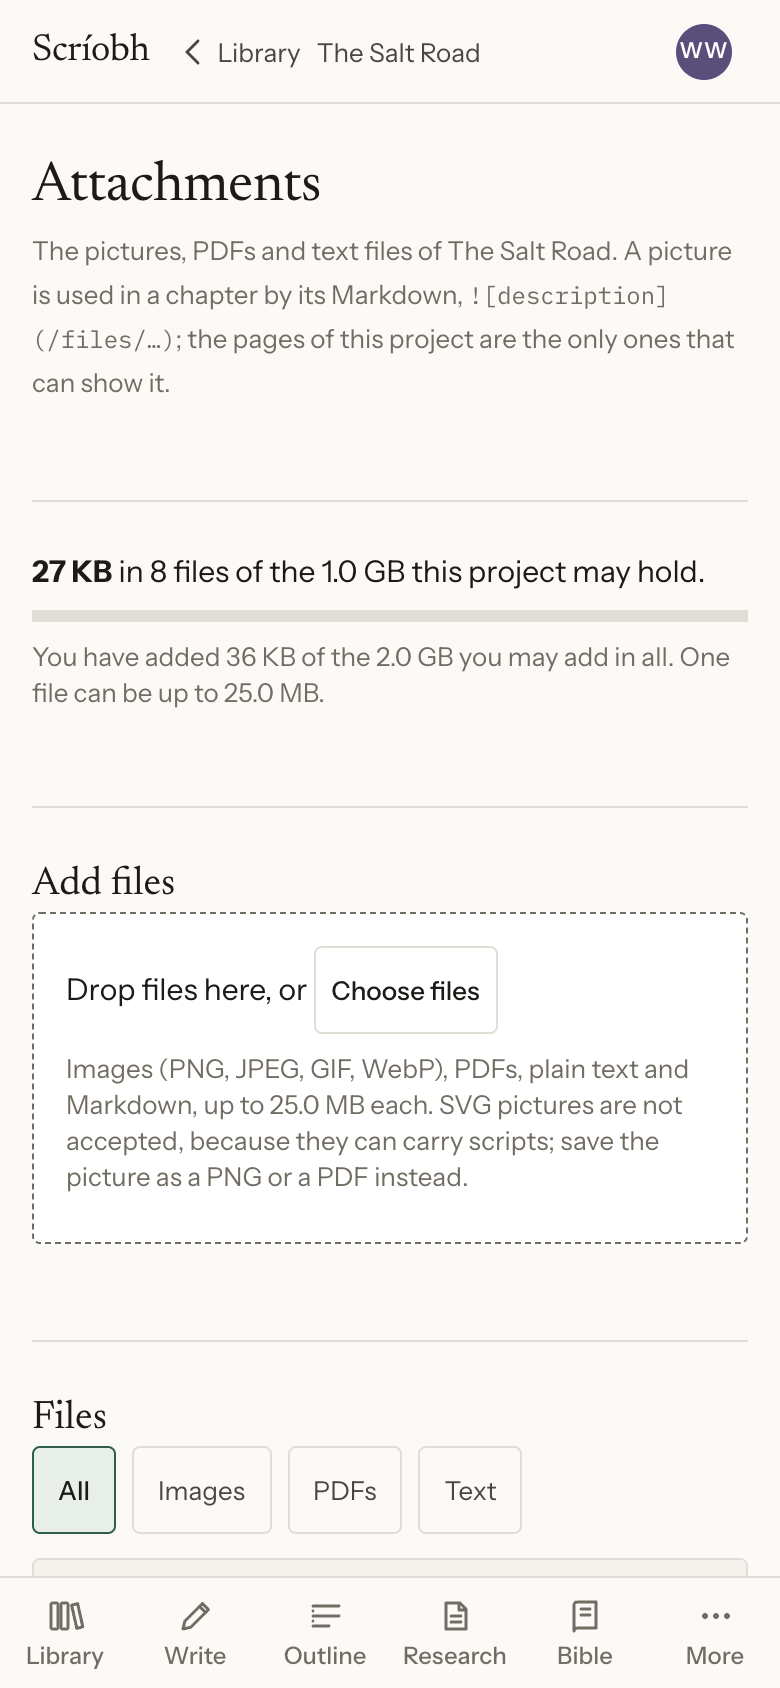 Scríobh
Library The Salt Road
WW
Attachments
The pictures, PDFs and text files of The Salt Road. A picture
is used in a chapter by its Markdown, ![description]
(/files/…); the pages of this project are the only ones that
can show it.
27 KB in 8 files of the 1.0 GB this project may hold.
You have added 36 KB of the 2.0 GB you may add in all. One
file can be up to 25.0 MB.
Add files
Drop files here, or Choose files
Images (PNG, JPEG, GIF, WebP), PDFs, plain text and
Markdown, up to 25.0 MB each. SVG pictures are not
accepted, because they can carry scripts; save the
picture as a PNG or a PDF instead.
Files
All Images PDFs Text
Library Write Outline Research Bible More